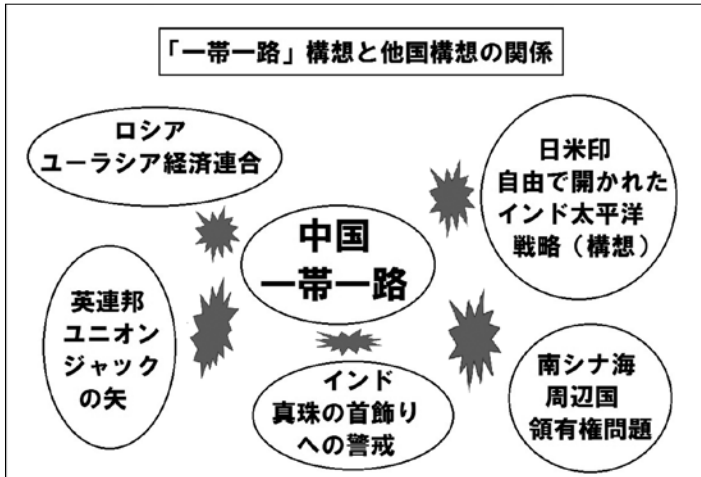 「一帯一路」構想と他国構想の関係
ロシア
ユーラシア経済連合
日米印
自由で開かれた
インド太平洋
戦略（構想）
中国
一帯一路
英連邦
ユニオン
ジャック
の矢
インド
真珠の首飾り
への警戒
南シナ海
周辺国
領有権問題